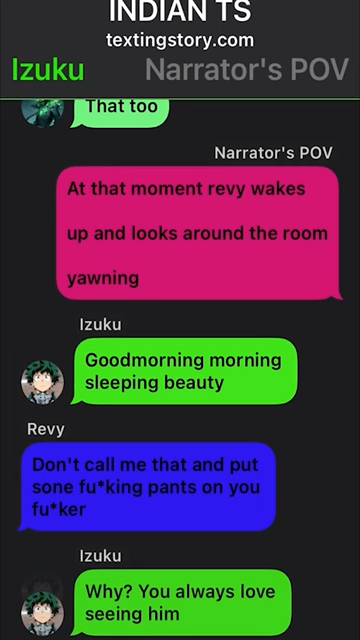 INDIAN TS
textingstory.com
Izuku Narrator's POV
That too
Narrator's POV
At that moment revy wakes
up and looks around the room
yawning
Izuku
Goodmorning morning
sleeping beauty
Revy
Don't call me that and put
sone fu*king pants on you
fu*ker
Izuku
Why? You always love
seeing him